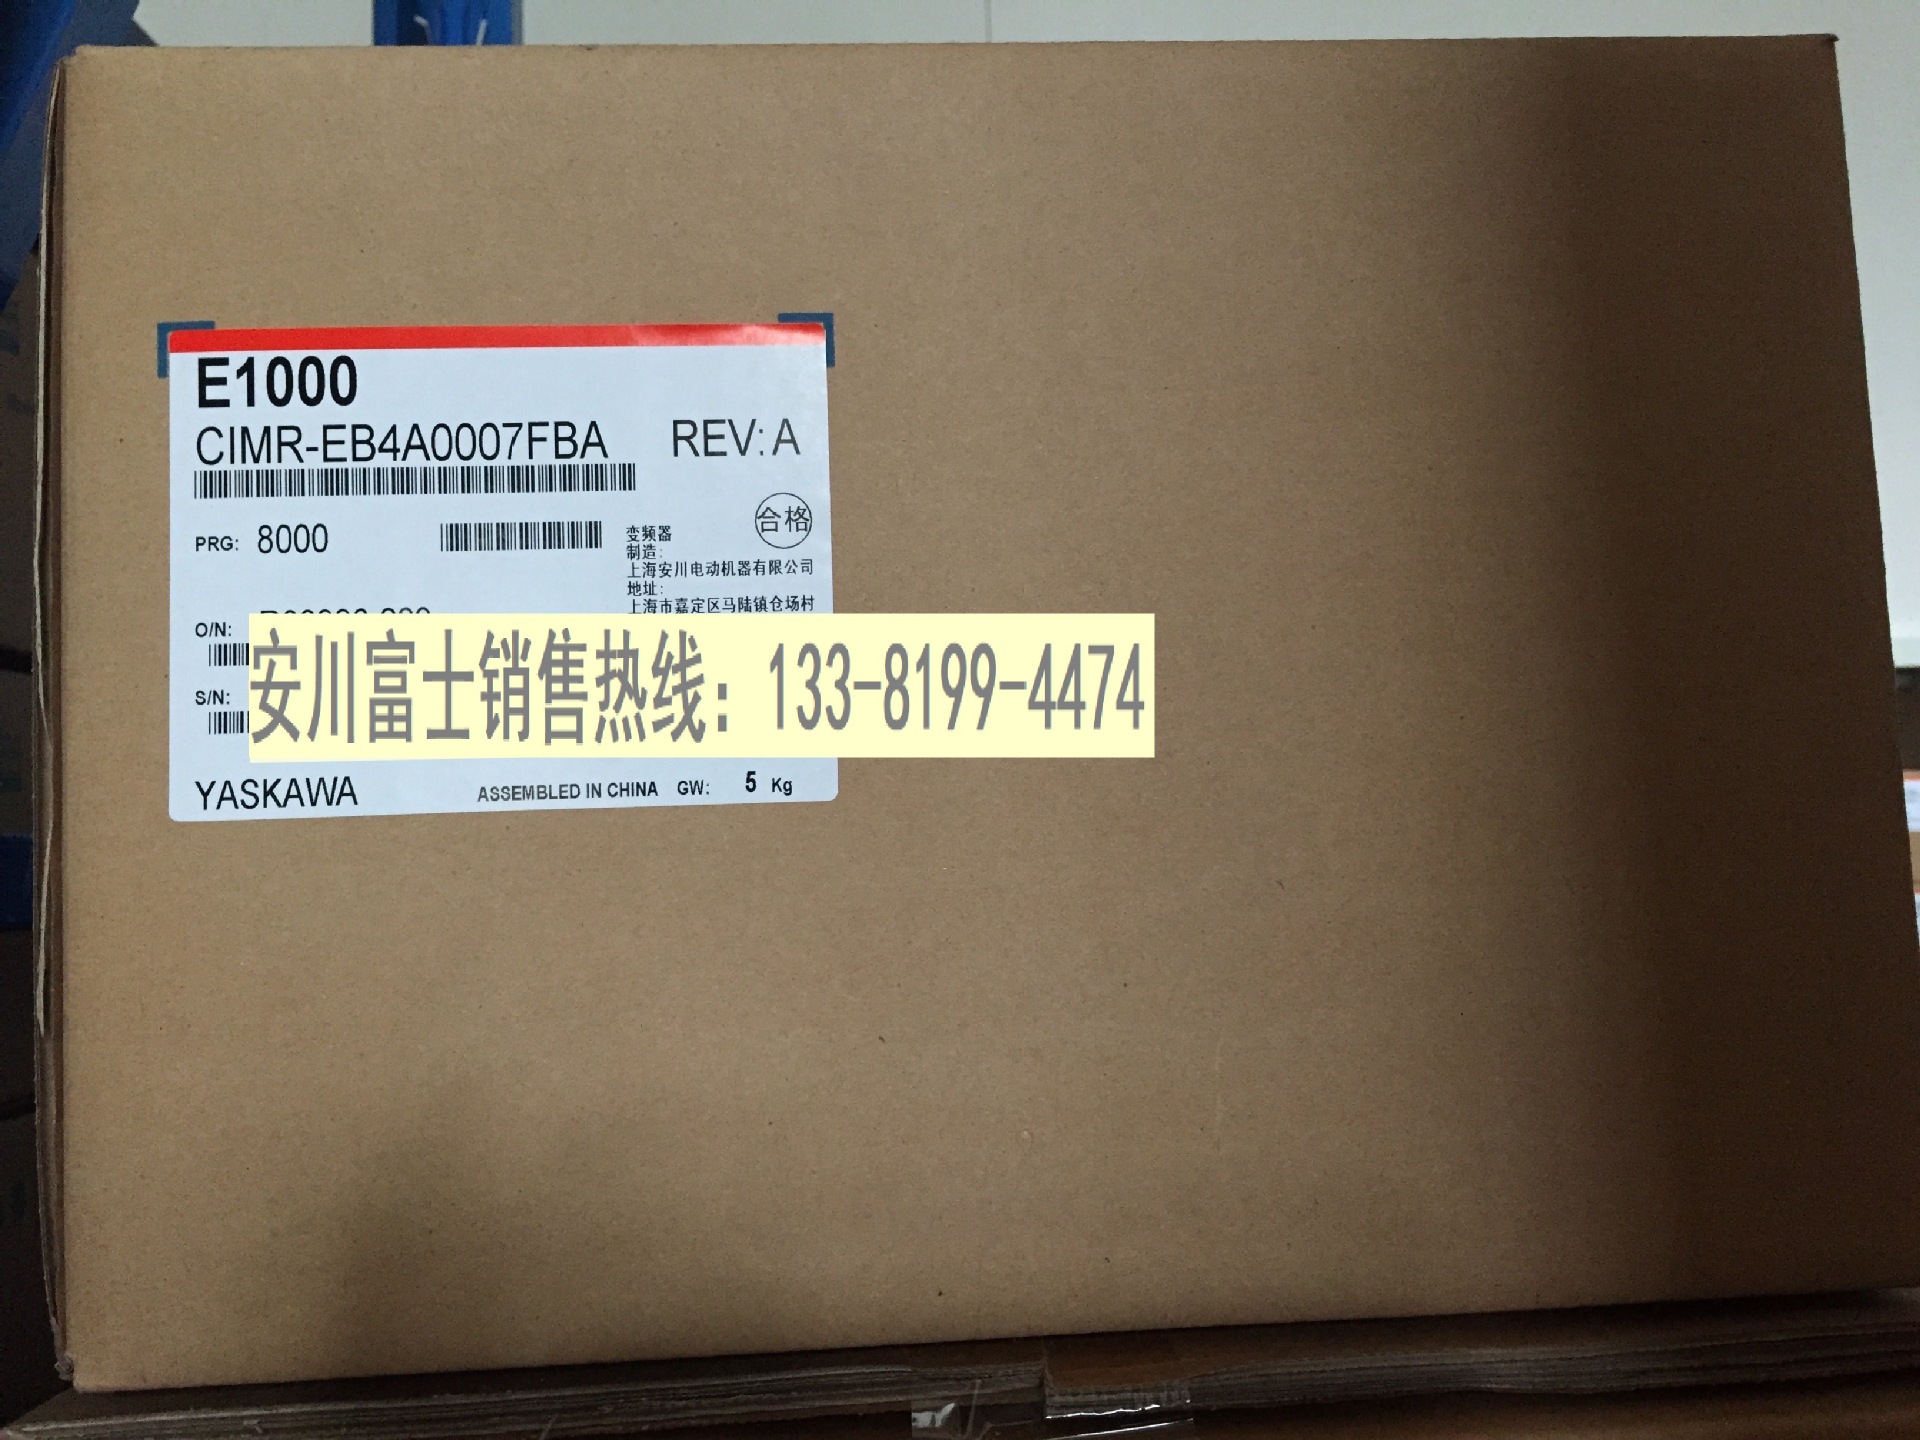 E1000
CIMR-EB4A0007FBA REV: A
合格
PRG: 8000
变频器
制造:
上海安川电动机器有限公司
地址:
上海市嘉定区马陆镇仓场村
O/N:
安川富士销售热线：133-8199-4474
S/N:
YASKAWA ASSEMBLED IN CHINA GW: 5 Kg